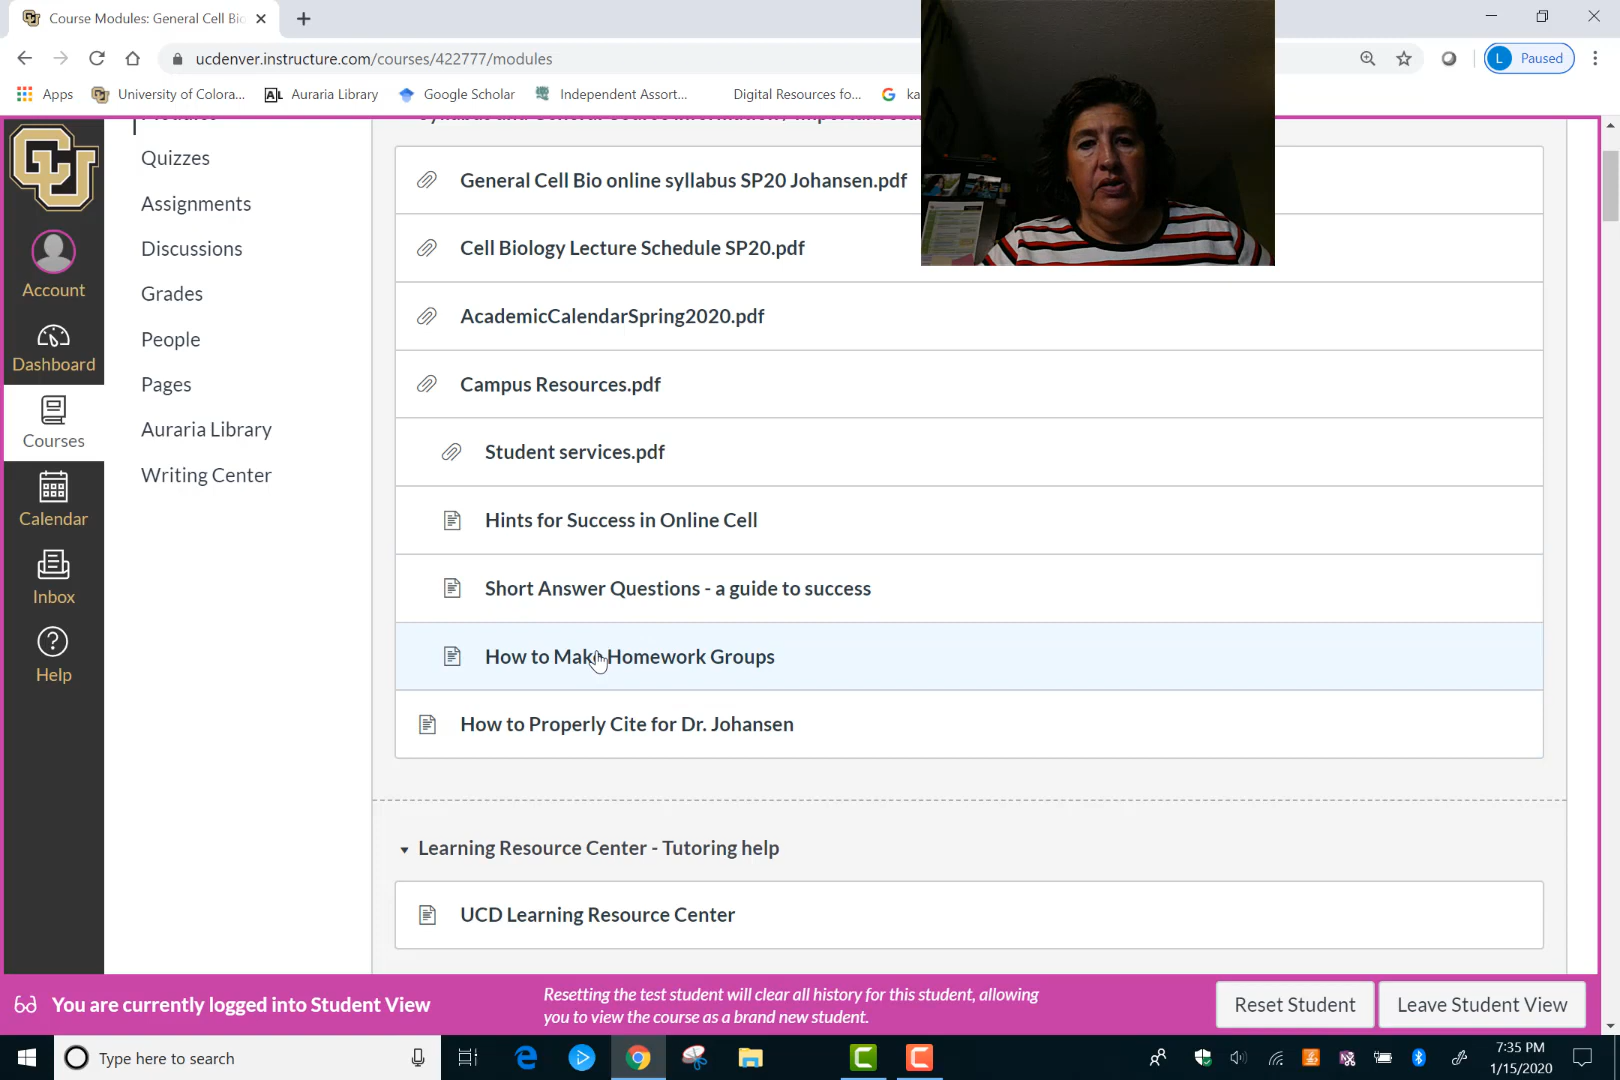 Course Modules: General Cell Bio
ucdenver.instructure.com/courses/422777/modules
L Paused
Apps
University of Colora...
AL Auraria Library
Google Scholar
Independent Assort...
Digital Resources fo...
G ka
CU
Account
Dashboard
Courses
Calendar
Inbox
Help
Quizzes
Assignments
Discussions
Grades
People
Pages
Auraria Library
Writing Center
General Cell Bio online syllabus SP20 Johansen.pdf
Cell Biology Lecture Schedule SP20.pdf
AcademicCalendarSpring2020.pdf
Campus Resources.pdf
Student services.pdf
Hints for Success in Online Cell
Short Answer Questions - a guide to success
How to Make Homework Groups
How to Properly Cite for Dr. Johansen
Learning Resource Center - Tutoring help
UCD Learning Resource Center
You are currently logged into Student View
Resetting the test student will clear all history for this student, allowing
you to view the course as a brand new student.
Reset Student
Leave Student View
Type here to search
7:35 PM
1/15/2020